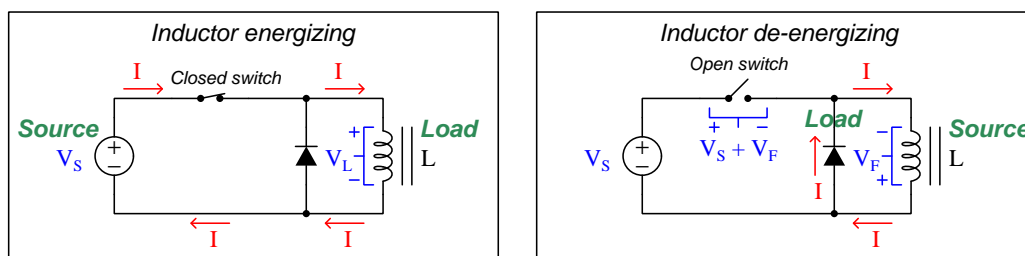 Inductor energizing
I
I
Closed switch
Source
Load
+
−
V_S
+
V_L
−
L
I
I
Inductor de-energizing
Open switch
I
+
−
V_S + V_F
Load
Source
+
−
V_S
I
−
V_F
+
L
I